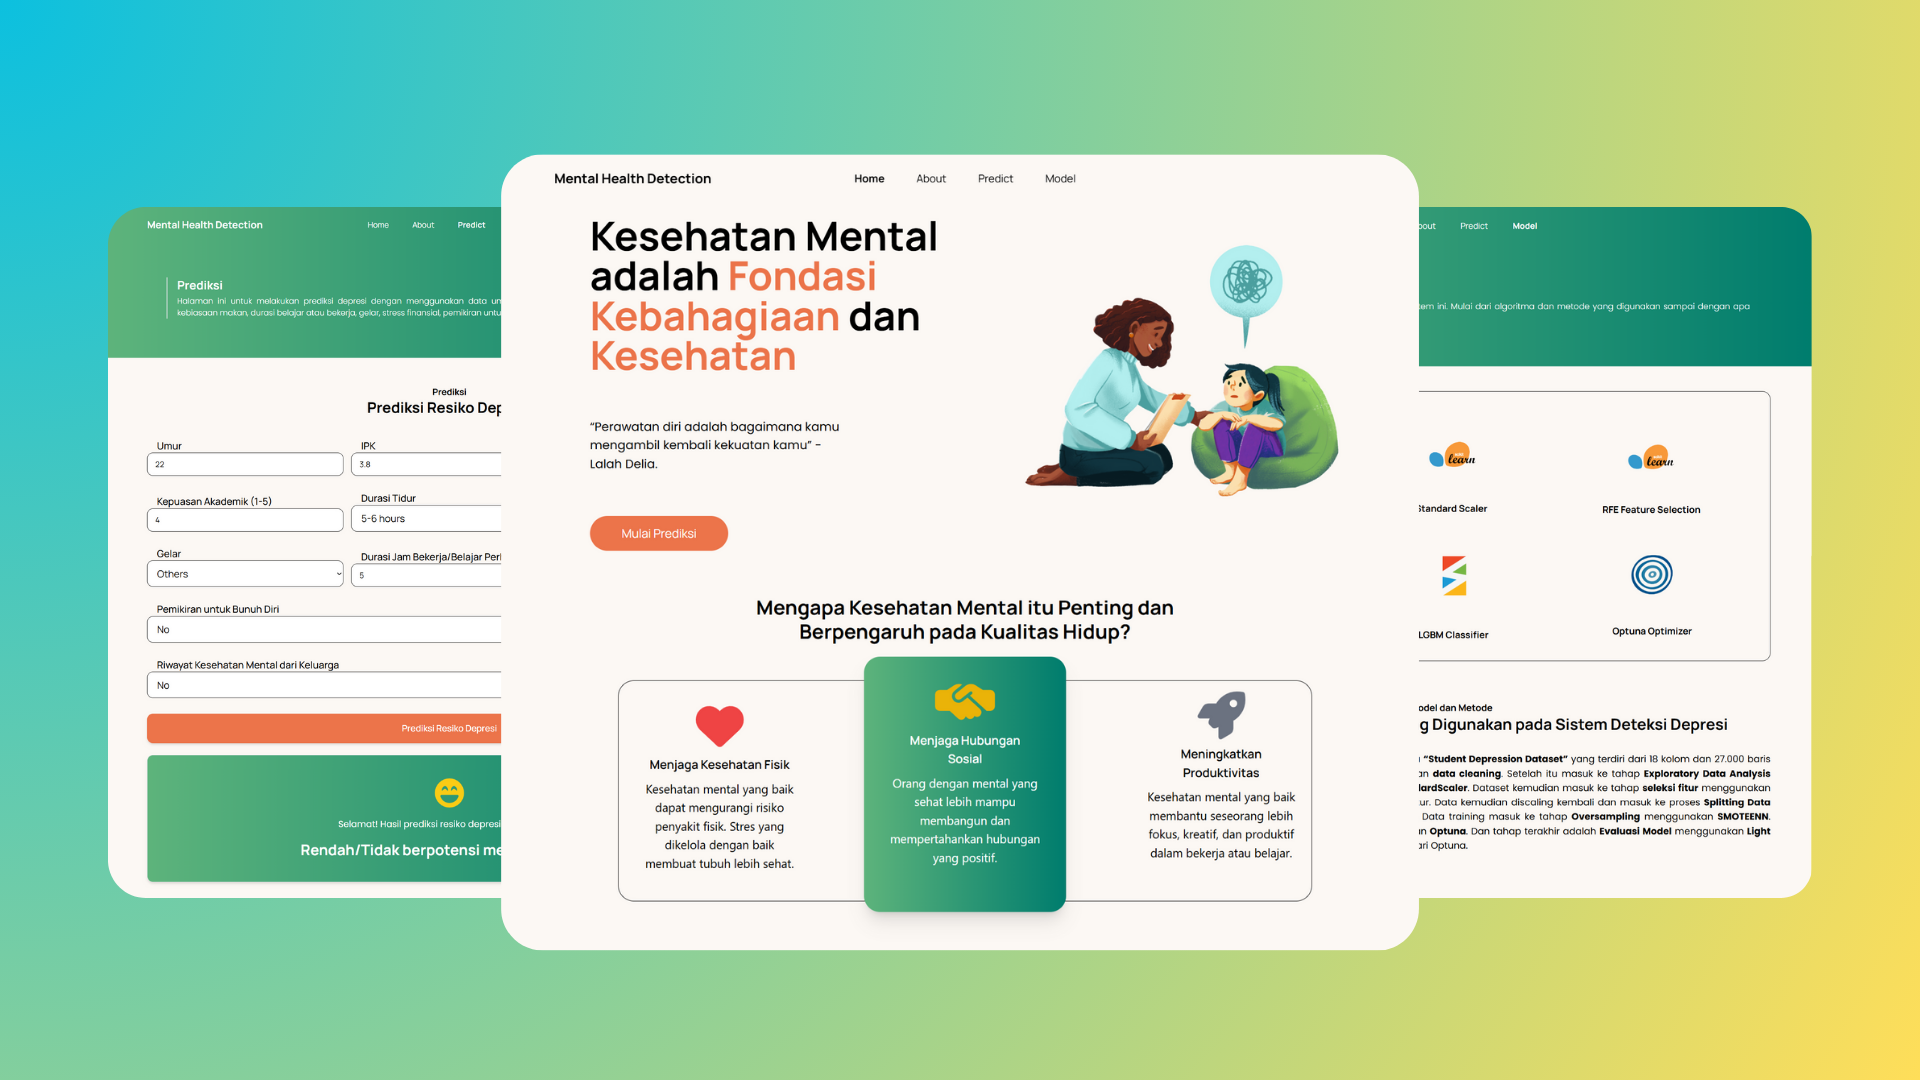 Mental Health Detection
Home About Predict
Prediksi
Halaman ini untuk melakukan prediksi depresi dengan menggunakan data
kebiasaan makan, durasi belajar atau bekerja, gelar, stress finansial, pemikiran
Prediksi
Prediksi Resiko
Umur
22
IPK
3.8
Kepuasan Akademik (1-5)
4
Durasi Tidur
5-6 hours
Gelar
Others
Durasi Jam Bekerja/Belajar
5
Pemikiran untuk Bunuh Diri
No
Riwayat Kesehatan Mental dari Keluarga
No
Prediksi Resiko Depresi
Selamat! Hasil prediksi resiko depresi
Rendah/Tidak berpotensi
Mental Health Detection
Home About Predict Model
Kesehatan Mental
adalah Fondasi
Kebahagiaan dan
Kesehatan
“Perawatan diri adalah bagaimana kamu
mengambil kembali kekuatan kamu” –
Lalah Delia.
Mulai Prediksi
Mengapa Kesehatan Mental itu Penting dan
Berpengaruh pada Kualitas Hidup?
Menjaga Kesehatan Fisik
Kesehatan mental yang baik
dapat mengurangi risiko
penyakit fisik. Stres yang
dikelola dengan baik
membuat tubuh lebih sehat.
Menjaga Hubungan
Sosial
Orang dengan mental yang
sehat lebih mampu
membangun dan
mempertahankan hubungan
yang positif.
Meningkatkan
Produktivitas
Kesehatan mental yang baik
membantu seseorang lebih
fokus, kreatif, dan produktif
dalam bekerja atau belajar.
Predict Model
ini. Mulai dari algoritma dan metode yang digunakan sampai dengan apa
learn
learn
Standard Scaler
RFE Feature Selection
LGBM Classifier
Optuna Optimizer
dan Metode
Digunakan pada Sistem Deteksi Depresi
“Student Depression Dataset” yang terdiri dari 18 kolom dan 27.000 baris
data cleaning. Setelah itu masuk ke tahap Exploratory Data Analysis
Dataset kemudian masuk ke tahap seleksi fitur menggunakan
Data kemudian discaling kembali dan masuk ke proses Splitting Data
Data training masuk ke tahap Oversampling menggunakan SMOTEENN.
Optuna. Dan tahap terakhir adalah Evaluasi Model menggunakan Light
Optuna.